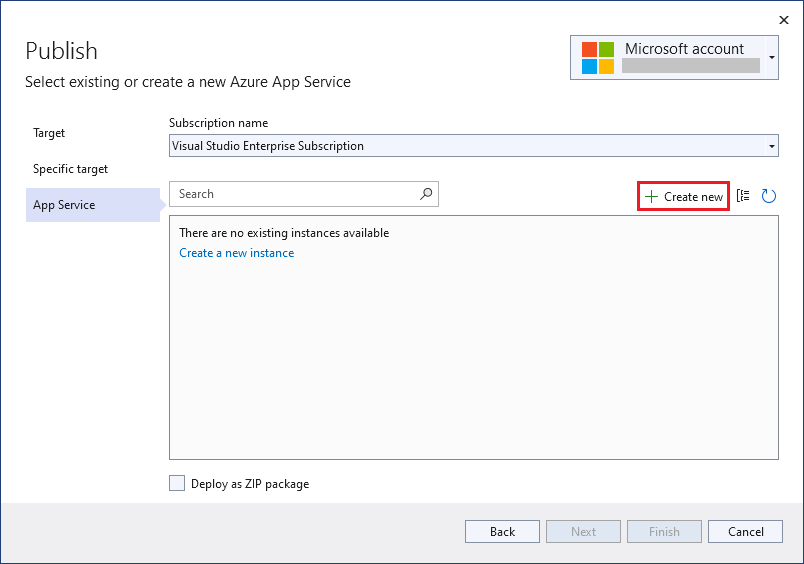 Publish
Select existing or create a new Azure App Service
Microsoft account
Target
Specific target
App Service
Subscription name
Visual Studio Enterprise Subscription
Search
Create new
There are no existing instances available
Create a new instance
Deploy as ZIP package
Back
Next
Finish
Cancel